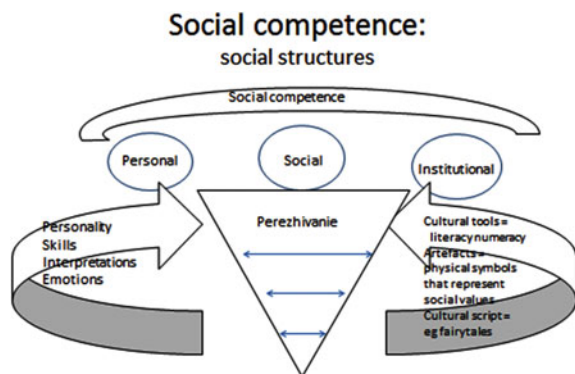 Social competence:
social structures
Social competence
Personal
Social
Institutional
Personality
Skills
Interpretations
Emotions
Perezhivanie
Cultural tools =
literacy numeracy
Artefacts =
physical symbols
that represent
social values
Cultural script =
eg fairytales